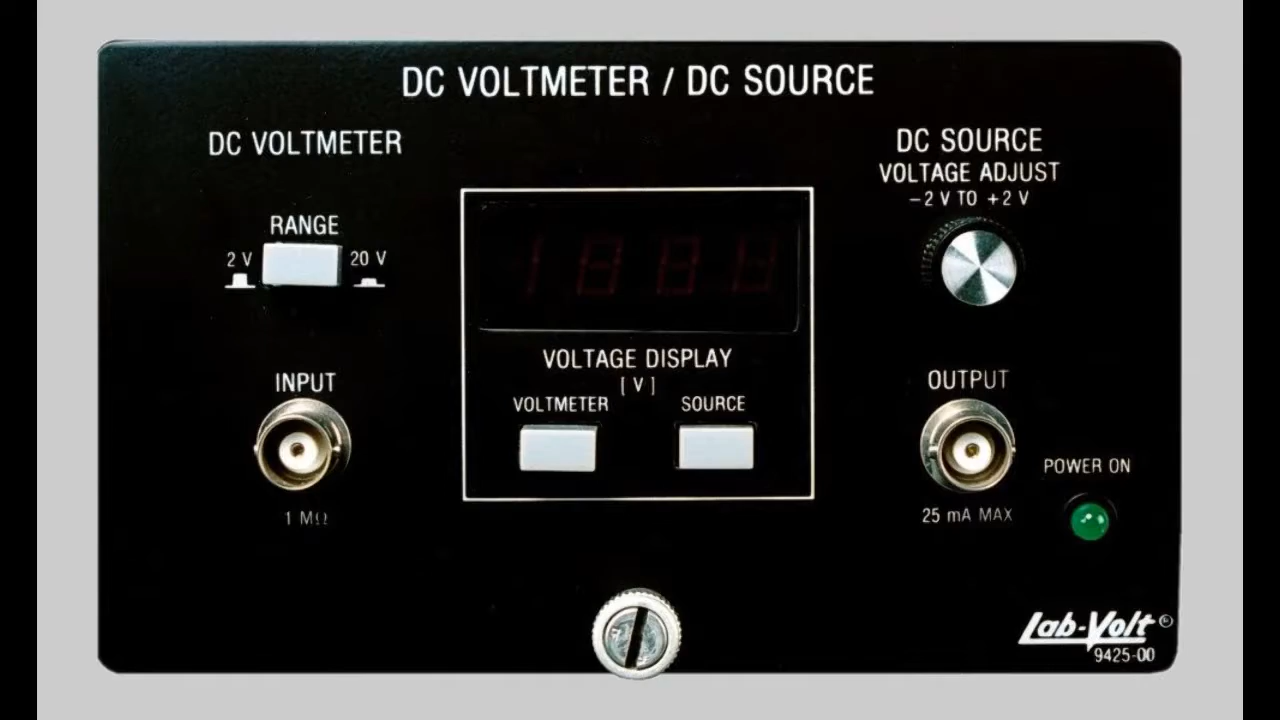 DC VOLTMETER / DC SOURCE
DC VOLTMETER
RANGE
2 V
20 V
INPUT
1 MΩ
VOLTAGE DISPLAY
[ V ]
VOLTMETER
SOURCE
DC SOURCE
VOLTAGE ADJUST
−2 V TO +2 V
OUTPUT
25 mA MAX
POWER ON
Lab-Volt®
9425-00